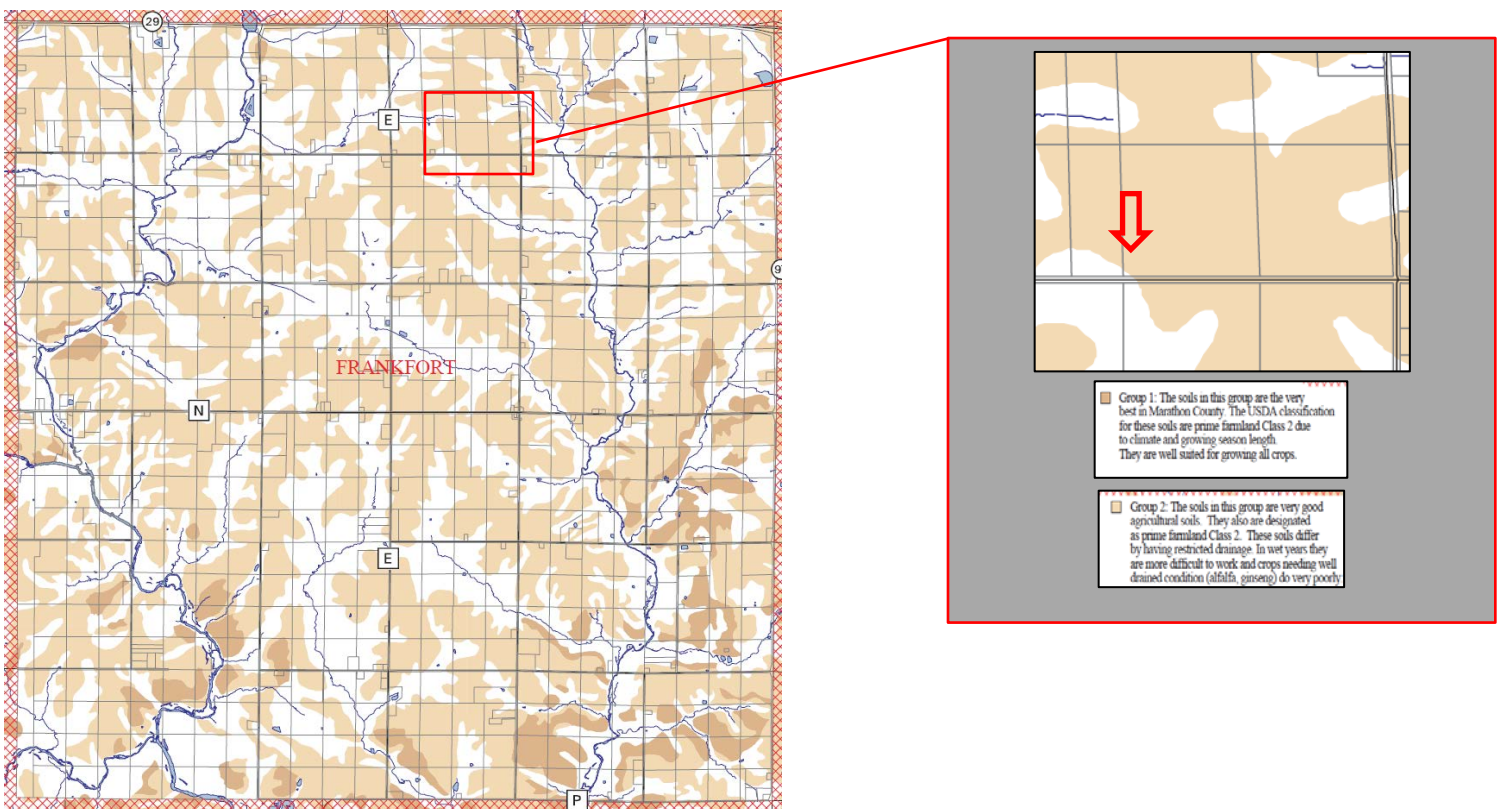 29
E
9
FRANKFORT
N
E
P
Group 1: The soils in this group are the very
best in Marathon County. The USDA classification
for these soils are prime farmland Class 2 due
to climate and growing season length.
They are well suited for growing all crops.
Group 2: The soils in this group are very good
agricultural soils. They also are designated
as prime farmland Class 2. These soils differ
by having restricted drainage. In wet years they
are more difficult to work and crops needing well
drained condition (alfalfa, ginseng) do very poorly